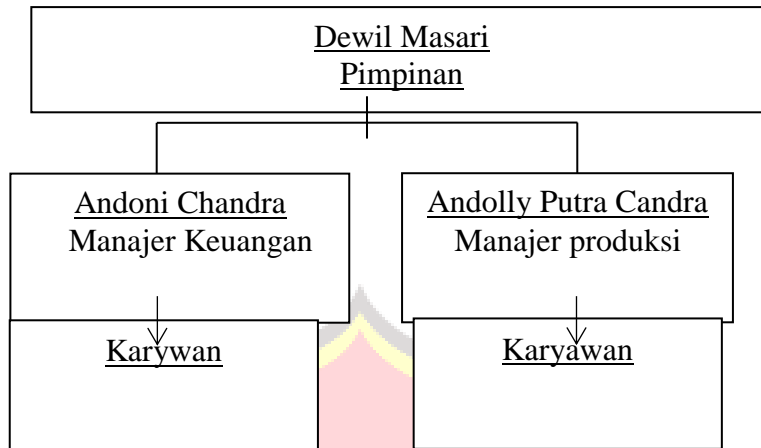 Dewil Masari
Pimpinan
Andoni Chandra
Manajer Keuangan
Andolly Putra Candra
Manajer produksi
Karywan
Karyawan